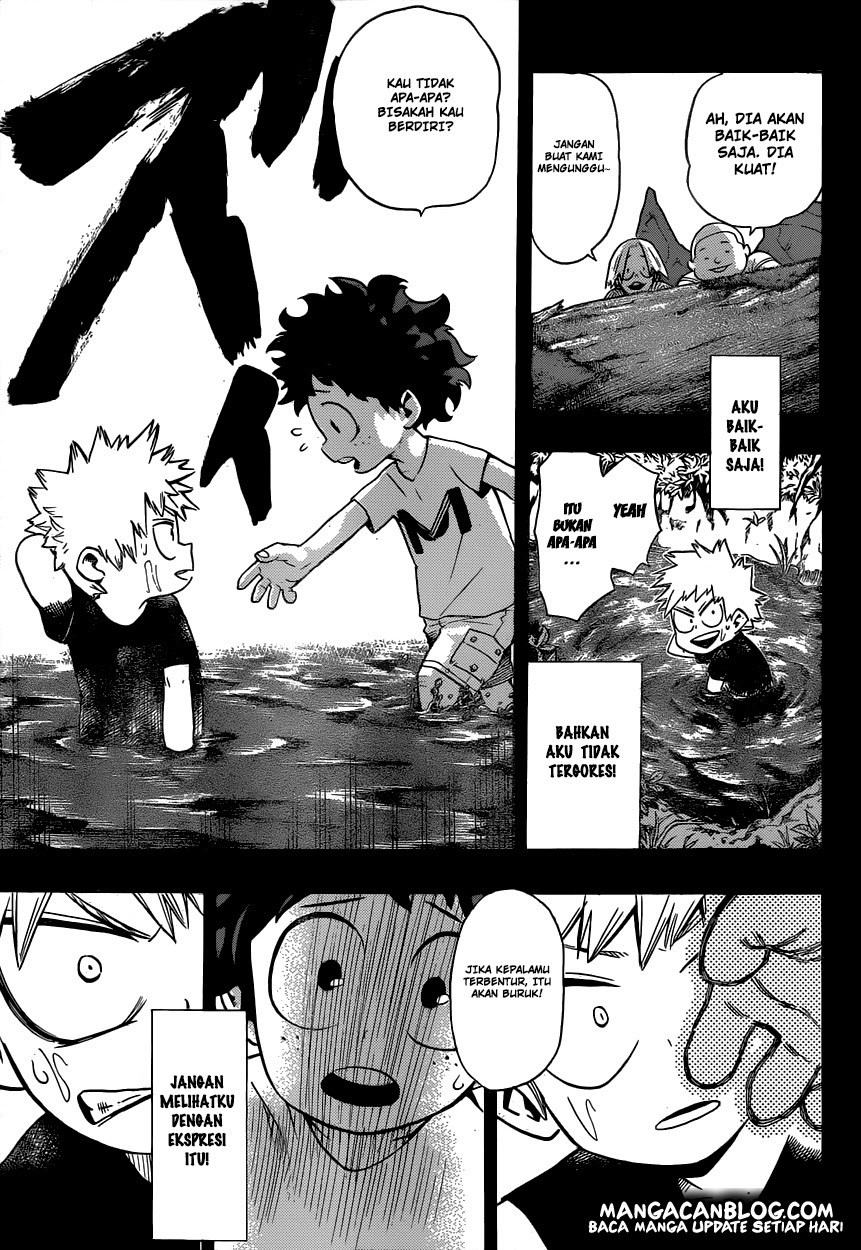 AH, DIA AKAN
BAIK-BAIK
SAJA. DIA
KUAT!
JANGAN
BUAT KAMI
MENGUNGGU~
AKU
BAIK-
BAIK
SAJA!
YEAH
ITU
BUKAN
APA-APA
...
BAHKAN
AKU TIDAK
TERGORES!
KAU TIDAK
APA-APA?
BISAKAH KAU
BERDIRI?
JIKA KEPALAMU
TERBENTUR, ITU
AKAN BURUK!
JANGAN
MELIHATKU
DENGAN
EKSPRESI
ITU!
M
MANGACANBLOG.COM
BACA MANGA UPDATE SETIAP HARI